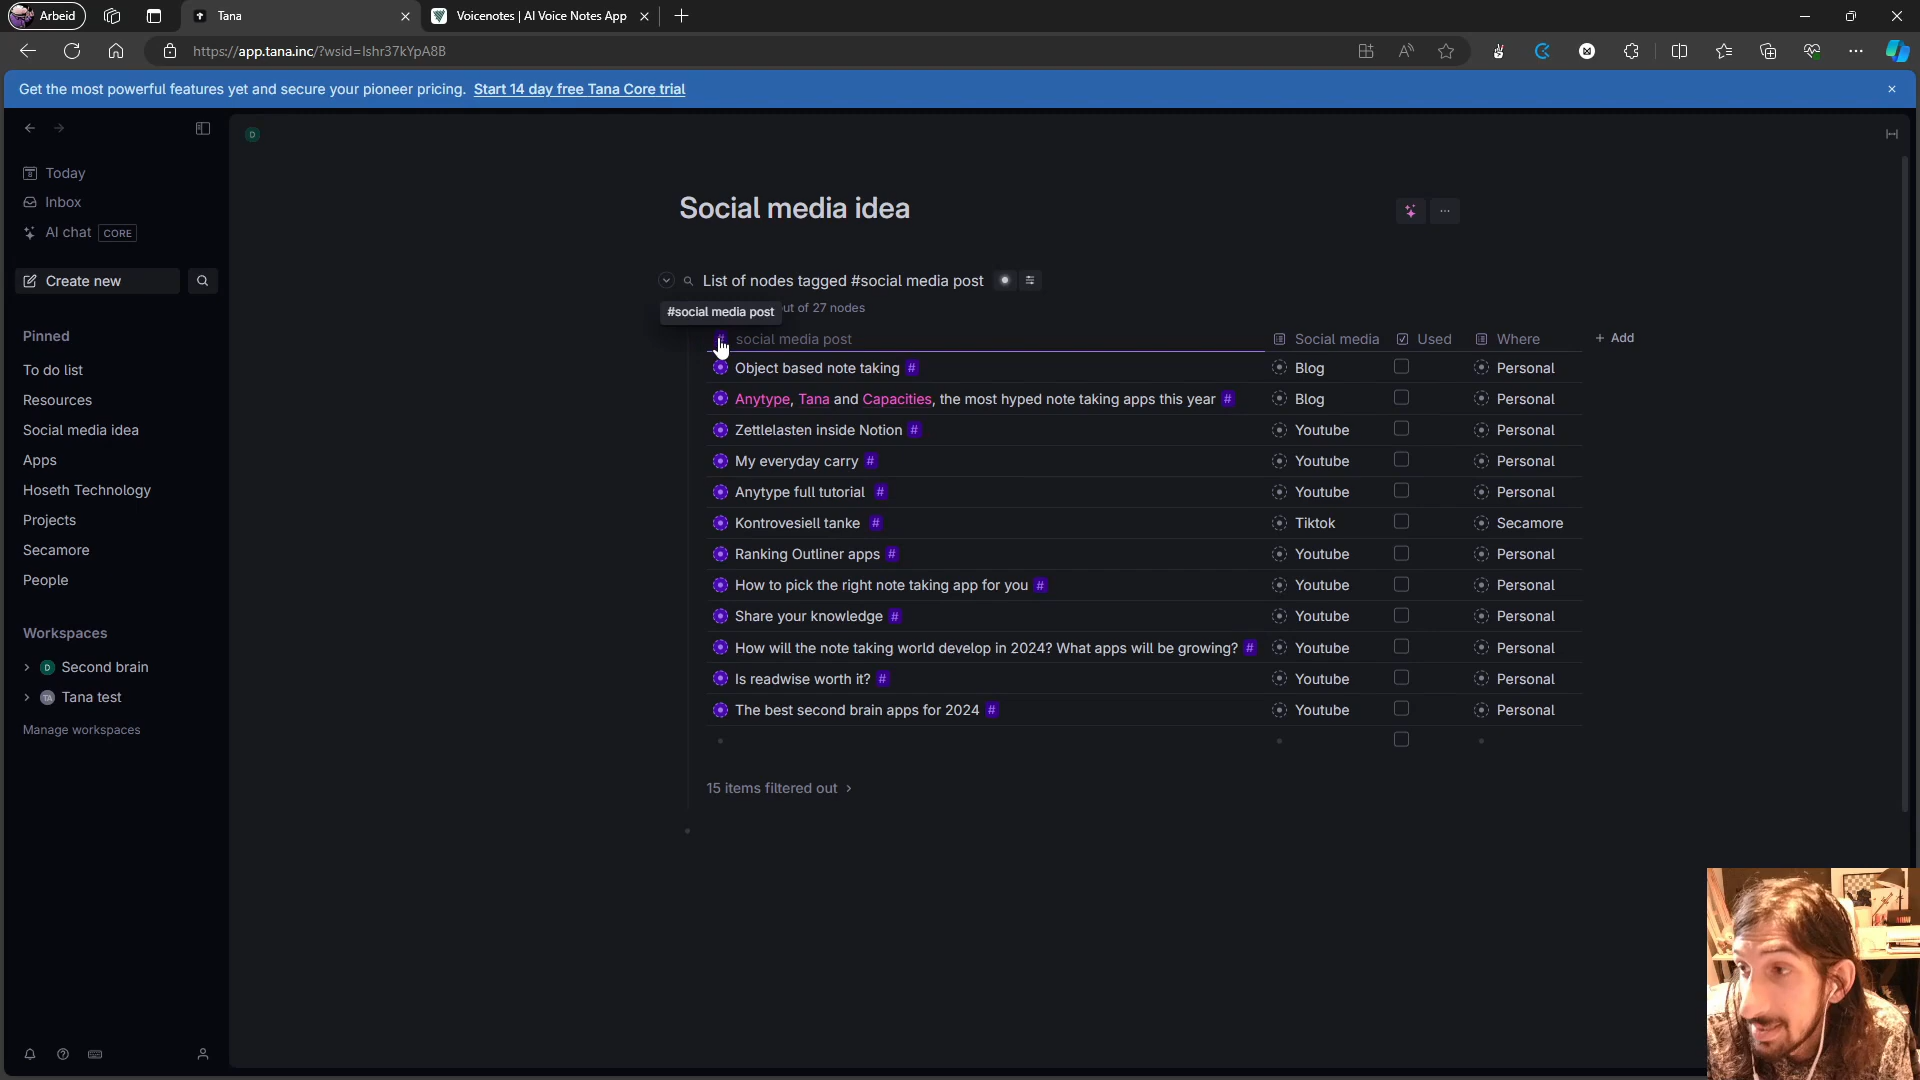 Arbeid
Tana
Voicenotes | AI Voice Notes App
https://app.tana.inc/?wsid=lshr37kYpA8B
Get the most powerful features yet and secure your pioneer pricing. Start 14 day free Tana Core trial
Today
Inbox
AI chat CORE
Create new
Pinned
To do list
Resources
Social media idea
Apps
Hoseth Technology
Projects
Secamore
People
Workspaces
D Second brain
TA Tana test
Manage workspaces
D
Social media idea
List of nodes tagged #social media post
#social media post
out of 27 nodes
# social media post Social media Used Where + Add
Object based note taking # Blog Personal
Anytype, Tana and Capacities, the most hyped note taking apps this year # Blog Personal
Zettlelasten inside Notion # Youtube Personal
My everyday carry # Youtube Personal
Anytype full tutorial # Youtube Personal
Kontrovesiell tanke # Tiktok Secamore
Ranking Outliner apps # Youtube Personal
How to pick the right note taking app for you # Youtube Personal
Share your knowledge # Youtube Personal
How will the note taking world develop in 2024? What apps will be growing? # Youtube Personal
Is readwise worth it? # Youtube Personal
The best second brain apps for 2024 # Youtube Personal
15 items filtered out